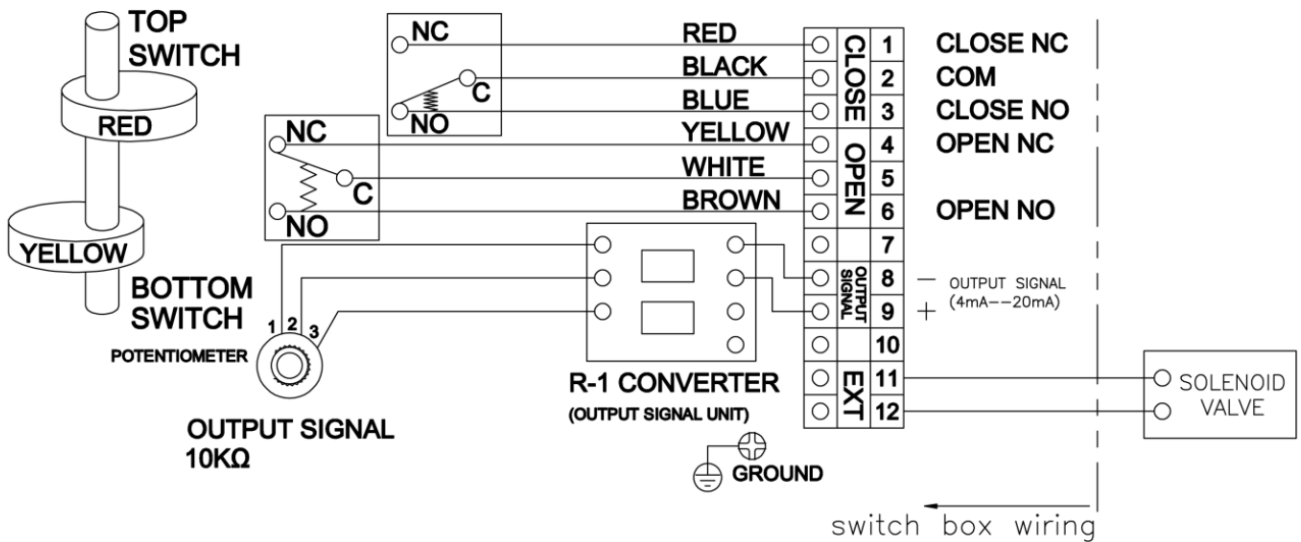 TOP
SWITCH
RED
YELLOW
BOTTOM
SWITCH
NC
C
NO
NC
C
NO
RED
BLACK
BLUE
YELLOW
WHITE
BROWN
CLOSE
OPEN
OUTPUT
SIGNAL
EXT
1
2
3
4
5
6
7
8
9
10
11
12
CLOSE NC
COM
CLOSE NO
OPEN NC
OPEN NO
− OUTPUT SIGNAL
+ (4mA--20mA)
1 2 3
POTENTIOMETER
OUTPUT SIGNAL
10KΩ
R-1 CONVERTER
(OUTPUT SIGNAL UNIT)
GROUND
SOLENOID
VALVE
switch box wiring